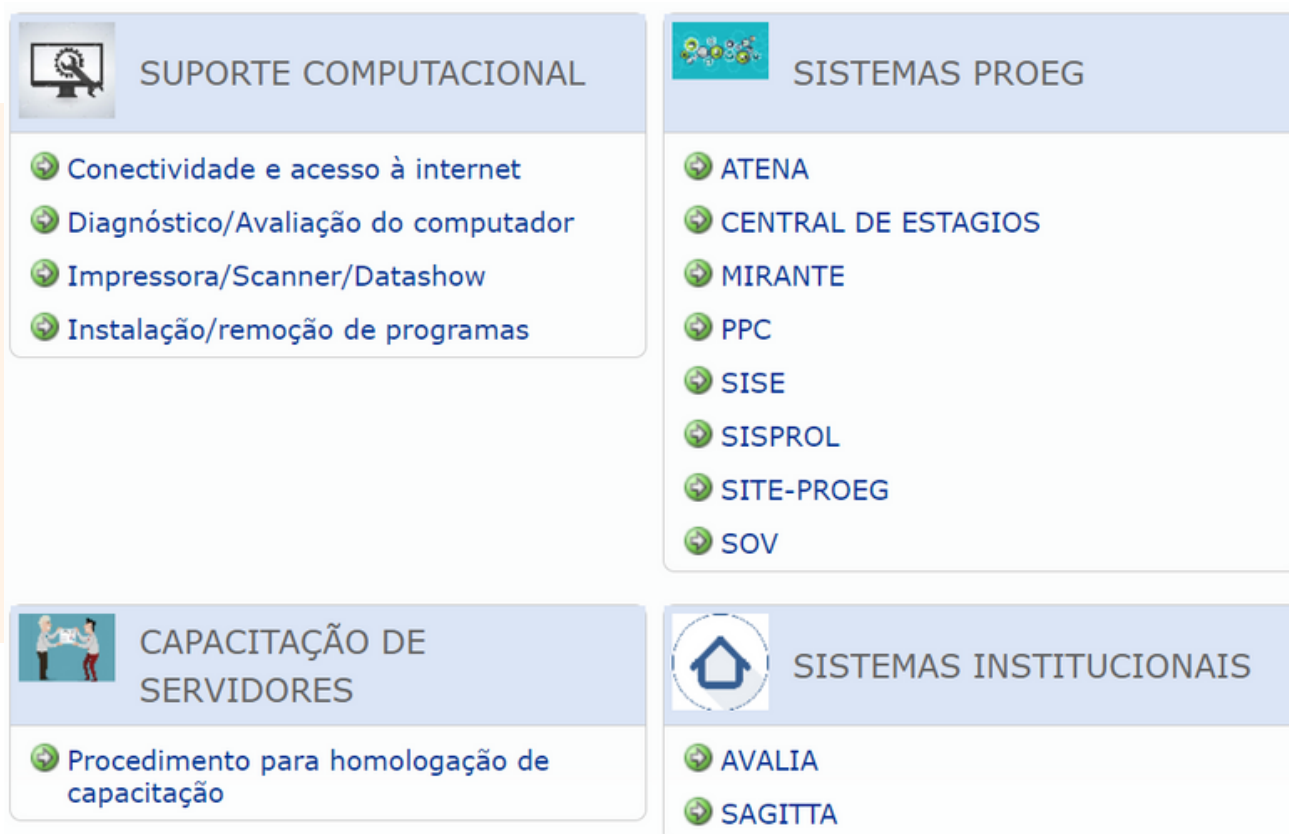 SUPORTE COMPUTACIONAL
Conectividade e acesso à internet
Diagnóstico/Avaliação do computador
Impressora/Scanner/Datashow
Instalação/remoção de programas
SISTEMAS PROEG
ATENA
CENTRAL DE ESTAGIOS
MIRANTE
PPC
SISE
SISPROL
SITE-PROEG
SOV
CAPACITAÇÃO DE
SERVIDORES
Procedimento para homologação de
capacitação
SISTEMAS INSTITUCIONAIS
AVALIA
SAGITTA